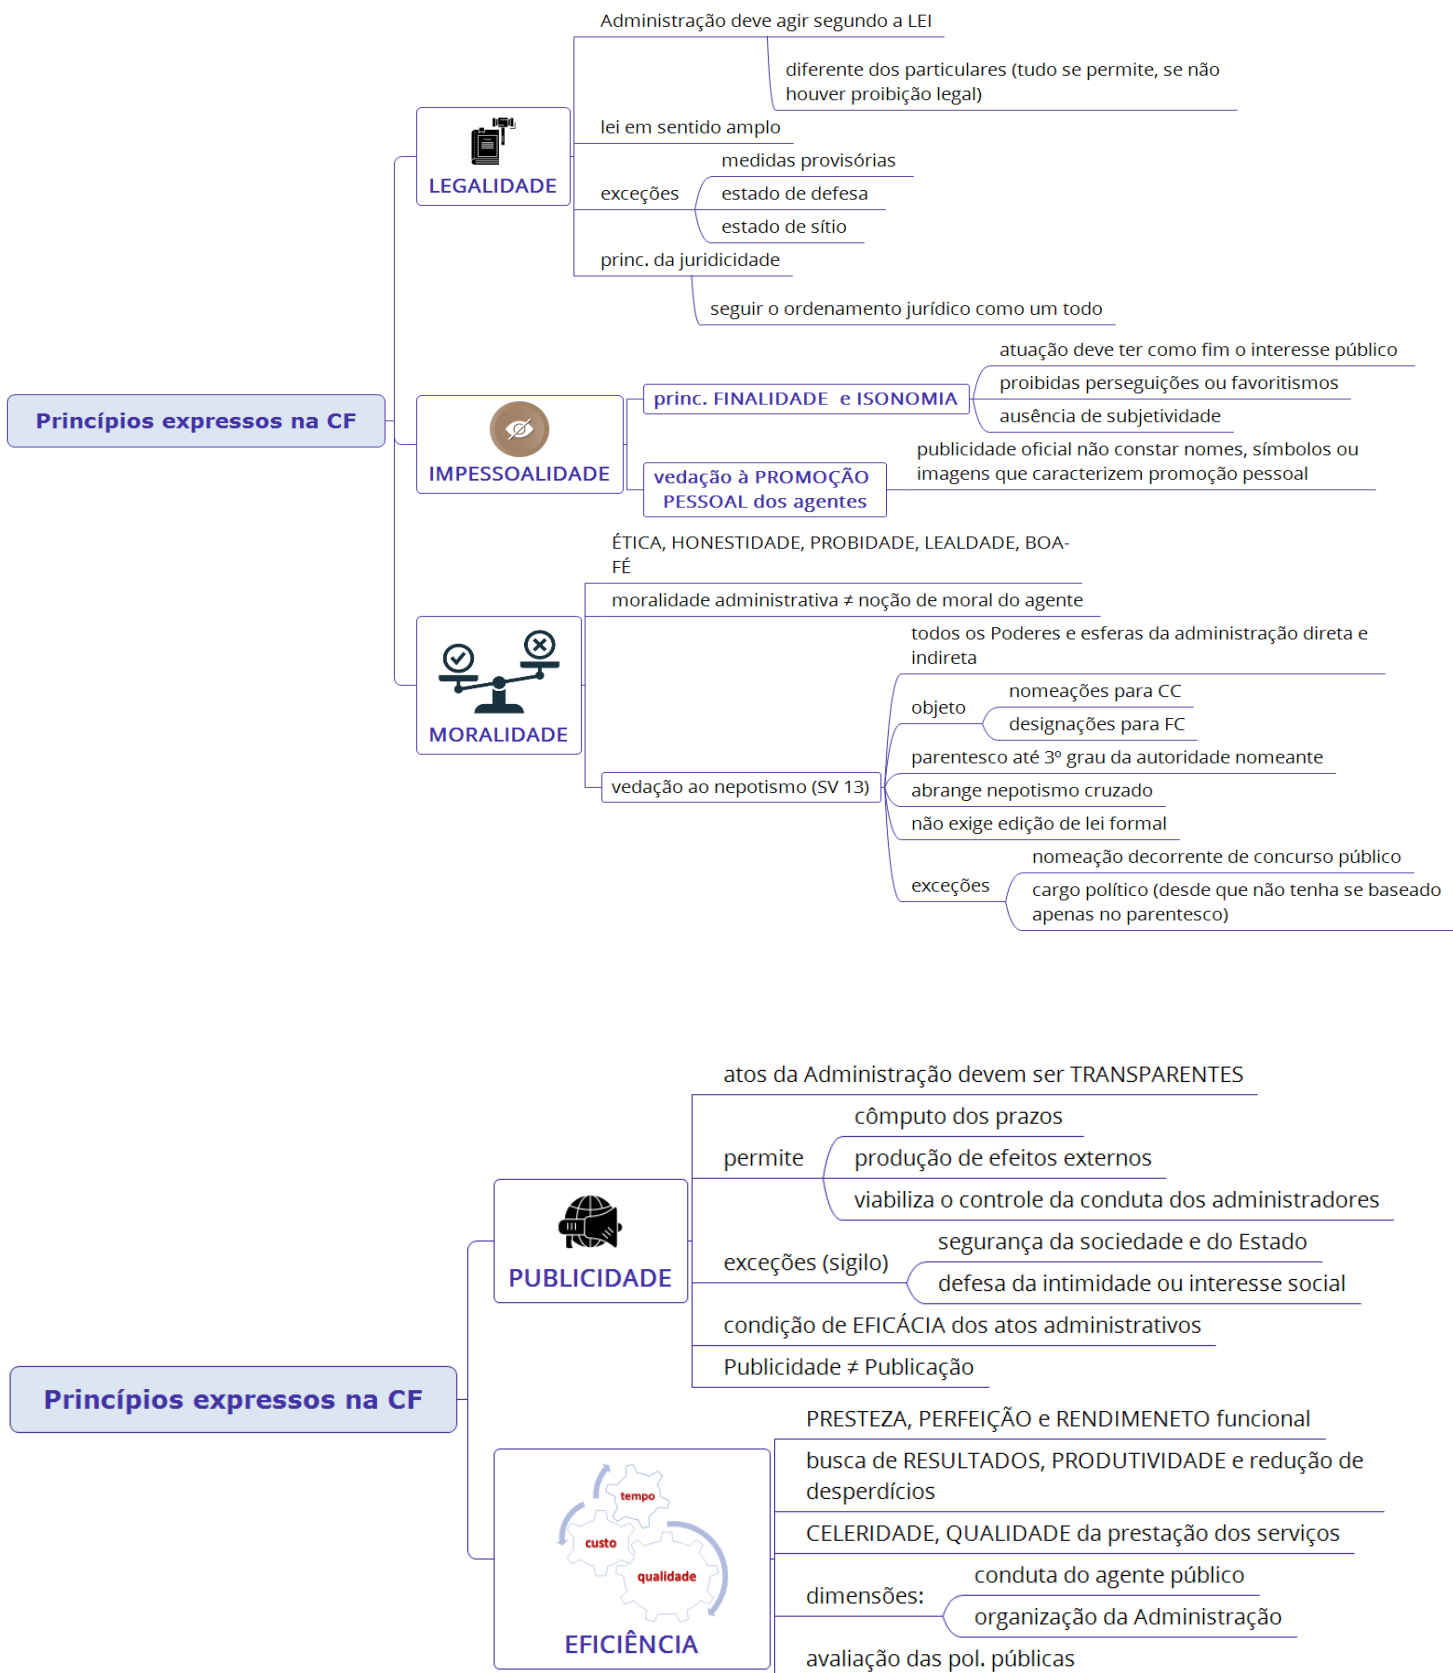 Princípios expressos na CF
LEGALIDADE
Administração deve agir segundo a LEI
diferente dos particulares (tudo se permite, se não
houver proibição legal)
lei em sentido amplo
exceções
medidas provisórias
estado de defesa
estado de sítio
princ. da juridicidade
seguir o ordenamento jurídico como um todo
IMPESSOALIDADE
princ. FINALIDADE e ISONOMIA
atuação deve ter como fim o interesse público
proibidas perseguições ou favoritismos
ausência de subjetividade
vedação à PROMOÇÃO
PESSOAL dos agentes
publicidade oficial não constar nomes, símbolos ou
imagens que caracterizem promoção pessoal
MORALIDADE
ÉTICA, HONESTIDADE, PROBIDADE, LEALDADE, BOA-
FÉ
moralidade administrativa ≠ noção de moral do agente
vedação ao nepotismo (SV 13)
todos os Poderes e esferas da administração direta e
indireta
objeto
nomeações para CC
designações para FC
parentesco até 3º grau da autoridade nomeante
abrange nepotismo cruzado
não exige edição de lei formal
exceções
nomeação decorrente de concurso público
cargo político (desde que não tenha se baseado
apenas no parentesco)
Princípios expressos na CF
PUBLICIDADE
atos da Administração devem ser TRANSPARENTES
permite
cômputo dos prazos
produção de efeitos externos
viabiliza o controle da conduta dos administradores
exceções (sigilo)
segurança da sociedade e do Estado
defesa da intimidade ou interesse social
condição de EFICÁCIA dos atos administrativos
Publicidade ≠ Publicação
tempo
custo
qualidade
EFICIÊNCIA
PRESTEZA, PERFEIÇÃO e RENDIMENETO funcional
busca de RESULTADOS, PRODUTIVIDADE e redução de
desperdícios
CELERIDADE, QUALIDADE da prestação dos serviços
dimensões:
conduta do agente público
organização da Administração
avaliação das pol. públicas